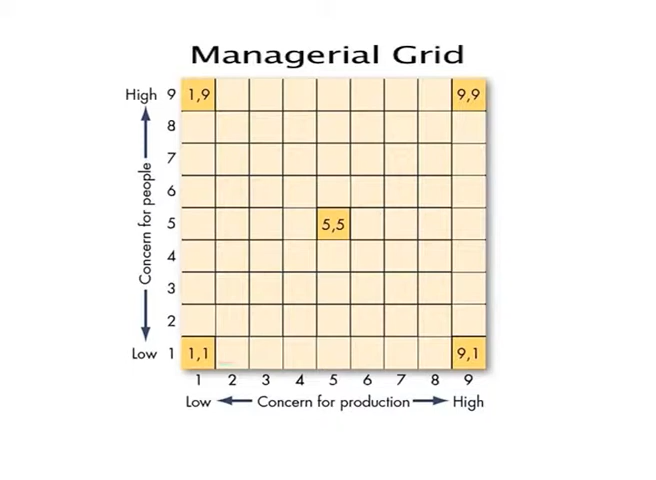 Managerial Grid
High 9 1,9 9,9
8
7
6
5 5,5
4
3
2
Low 1 1,1 9,1
Concern for people
1 2 3 4 5 6 7 8 9
Low Concern for production High